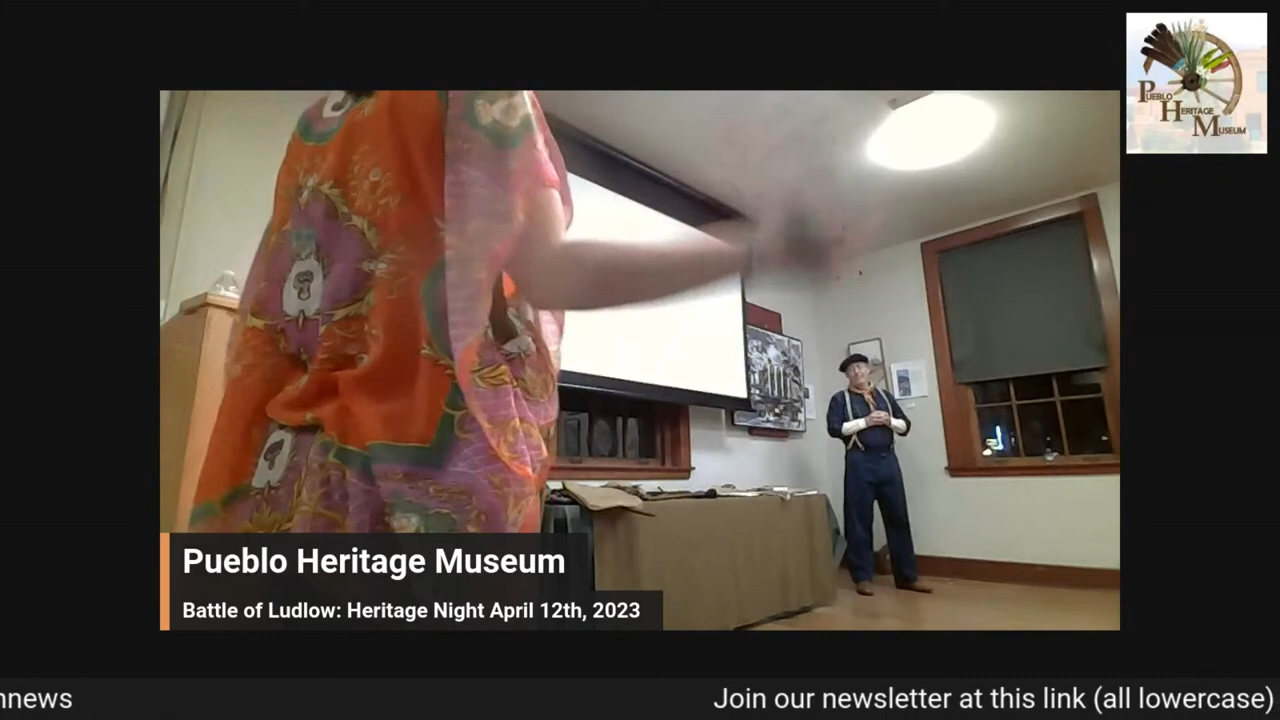 PUEBLO
HERITAGE
MUSEUM
Pueblo Heritage Museum
Battle of Ludlow: Heritage Night April 12th, 2023
nnews
Join our newsletter at this link (all lowercase)